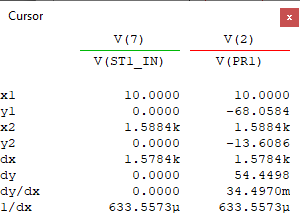 Cursor x
V(7) V(2)
V(ST1_IN) V(PR1)
x1 10.0000 10.0000
y1 0.0000 -68.0584
x2 1.5884k 1.5884k
y2 0.0000 -13.6086
dx 1.5784k 1.5784k
dy 0.0000 54.4498
dy/dx 0.0000 34.4970m
1/dx 633.5573µ 633.5573µ